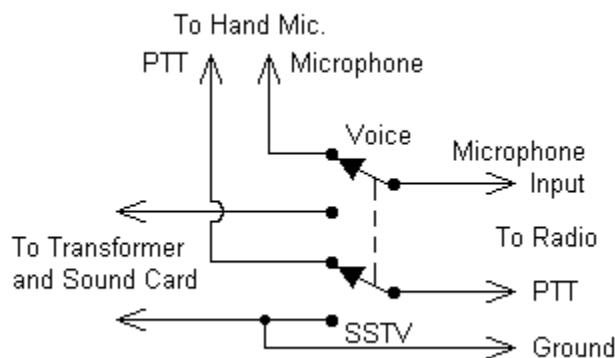 To Hand Mic.
PTT
Microphone
Voice
Microphone
Input
To Transformer
and Sound Card
To Radio
PTT
SSTV
Ground